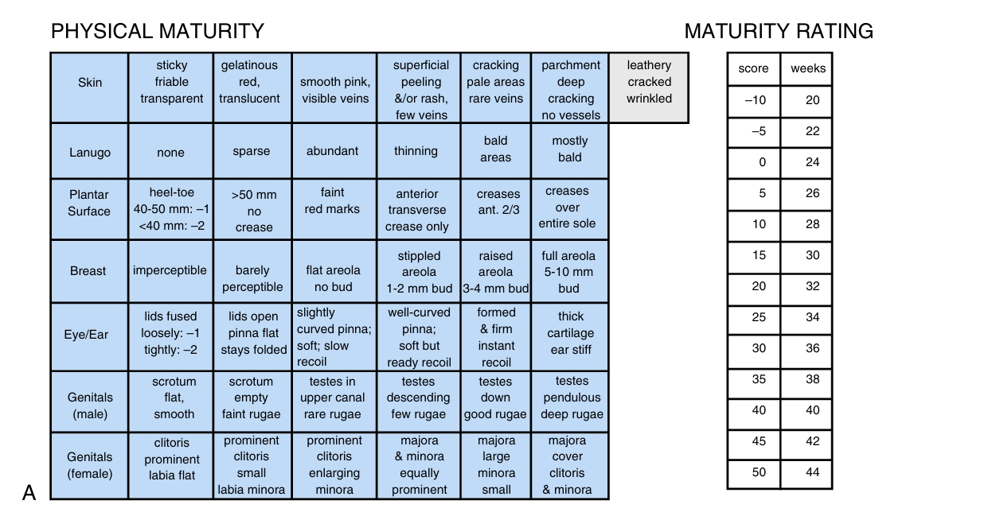 PHYSICAL MATURITY
MATURITY RATING
Skin
sticky
friable
transparent
gelatinous
red,
translucent
smooth pink,
visible veins
superficial
peeling
&/or rash,
few veins
cracking
pale areas
rare veins
parchment
deep
cracking
no vessels
leathery
cracked
wrinkled
Lanugo
none
sparse
abundant
thinning
bald
areas
mostly
bald
Plantar
Surface
heel-toe
40-50 mm: –1
<40 mm: –2
>50 mm
no
crease
faint
red marks
anterior
transverse
crease only
creases
ant. 2/3
creases
over
entire sole
Breast
imperceptible
barely
perceptible
flat areola
no bud
stippled
areola
1-2 mm bud
raised
areola
3-4 mm bud
full areola
5-10 mm
bud
Eye/Ear
lids fused
loosely: –1
tightly: –2
lids open
pinna flat
stays folded
slightly
curved pinna;
soft; slow
recoil
well-curved
pinna;
soft but
ready recoil
formed
& firm
instant
recoil
thick
cartilage
ear stiff
Genitals
(male)
scrotum
flat,
smooth
scrotum
empty
faint rugae
testes in
upper canal
rare rugae
testes
descending
few rugae
testes
down
good rugae
testes
pendulous
deep rugae
Genitals
(female)
clitoris
prominent
labia flat
prominent
clitoris
small
labia minora
prominent
clitoris
enlarging
minora
majora
& minora
equally
prominent
majora
large
minora
small
majora
cover
clitoris
& minora
score weeks
–10 20
–5 22
0 24
5 26
10 28
15 30
20 32
25 34
30 36
35 38
40 40
45 42
50 44
A